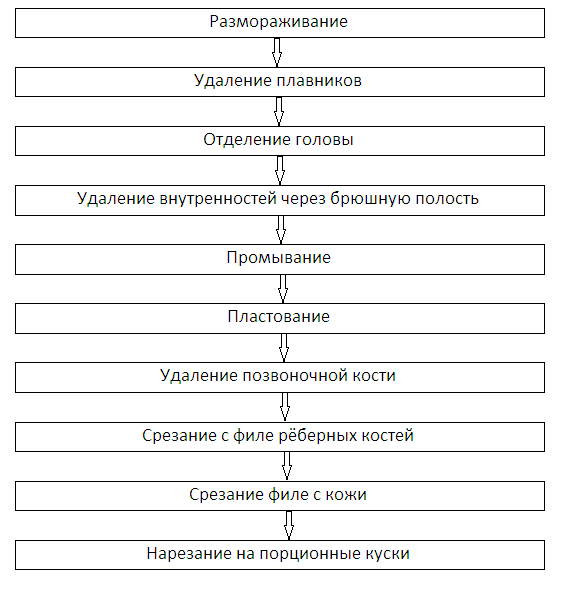 Размораживание
Удаление плавников
Отделение головы
Удаление внутренностей через брюшную полость
Промывание
Пластование
Удаление позвоночной кости
Срезание с филе рёберных костей
Срезание филе с кожи
Нарезание на порционные куски